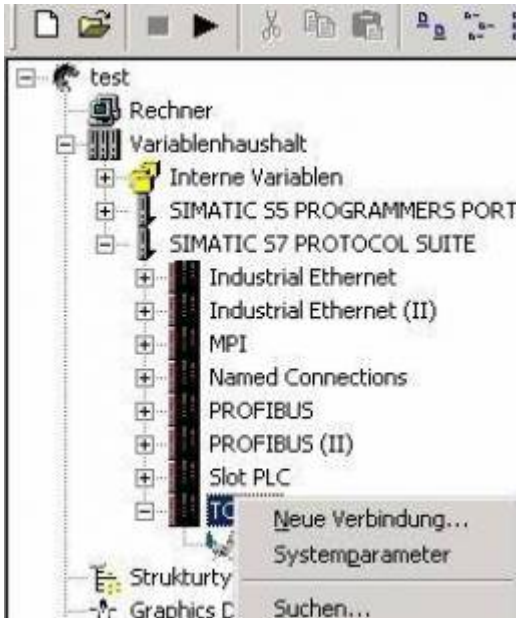 test
Rechner
Variablenhaushalt
Interne Variablen
SIMATIC S5 PROGRAMMERS PORT
SIMATIC S7 PROTOCOL SUITE
Industrial Ethernet
Industrial Ethernet (II)
MPI
Named Connections
PROFIBUS
PROFIBUS (II)
Slot PLC
Neue Verbindung...
Systemparameter
Strukturty
Graphics D
Suchen...